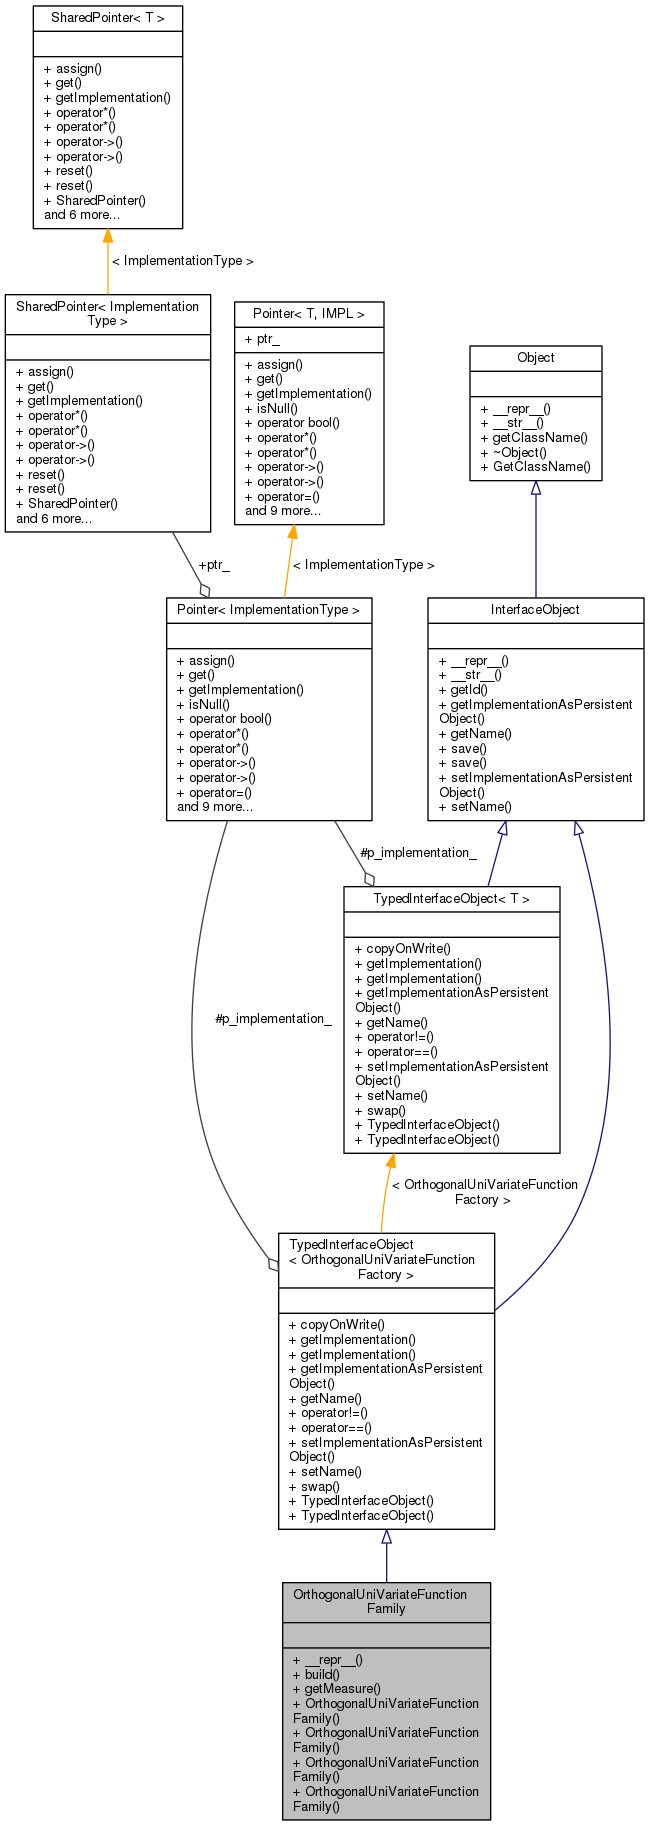 SharedPointer< T >
+ assign()
+ get()
+ getImplementation()
+ operator*()
+ operator*()
+ operator->()
+ operator->()
+ reset()
+ reset()
+ SharedPointer()
and 6 more...
< ImplementationType >
SharedPointer< Implementation
Type >
+ assign()
+ get()
+ getImplementation()
+ operator*()
+ operator*()
+ operator->()
+ operator->()
+ reset()
+ reset()
+ SharedPointer()
and 6 more...
Pointer< T, IMPL >
+ ptr_
+ assign()
+ get()
+ getImplementation()
+ isNull()
+ operator bool()
+ operator*()
+ operator*()
+ operator->()
+ operator->()
+ operator=()
and 9 more...
Object
+ __repr__()
+ __str__()
+ getClassName()
+ ~Object()
+ GetClassName()
+ptr_
< ImplementationType >
Pointer< ImplementationType >
+ assign()
+ get()
+ getImplementation()
+ isNull()
+ operator bool()
+ operator*()
+ operator*()
+ operator->()
+ operator->()
+ operator=()
and 9 more...
InterfaceObject
+ __repr__()
+ __str__()
+ getId()
+ getImplementationAsPersistent
Object()
+ getName()
+ save()
+ save()
+ setImplementationAsPersistent
Object()
+ setName()
#p_implementation_
TypedInterfaceObject< T >
+ copyOnWrite()
+ getImplementation()
+ getImplementation()
+ getImplementationAsPersistent
Object()
+ getName()
+ operator!=()
+ operator==()
+ setImplementationAsPersistent
Object()
+ setName()
+ swap()
+ TypedInterfaceObject()
+ TypedInterfaceObject()
#p_implementation_
< OrthogonalUniVariateFunction
Factory >
TypedInterfaceObject
< OrthogonalUniVariateFunction
Factory >
+ copyOnWrite()
+ getImplementation()
+ getImplementation()
+ getImplementationAsPersistent
Object()
+ getName()
+ operator!=()
+ operator==()
+ setImplementationAsPersistent
Object()
+ setName()
+ swap()
+ TypedInterfaceObject()
+ TypedInterfaceObject()
OrthogonalUniVariateFunction
Family
+ __repr__()
+ build()
+ getMeasure()
+ OrthogonalUniVariateFunction
Family()
+ OrthogonalUniVariateFunction
Family()
+ OrthogonalUniVariateFunction
Family()
+ OrthogonalUniVariateFunction
Family()